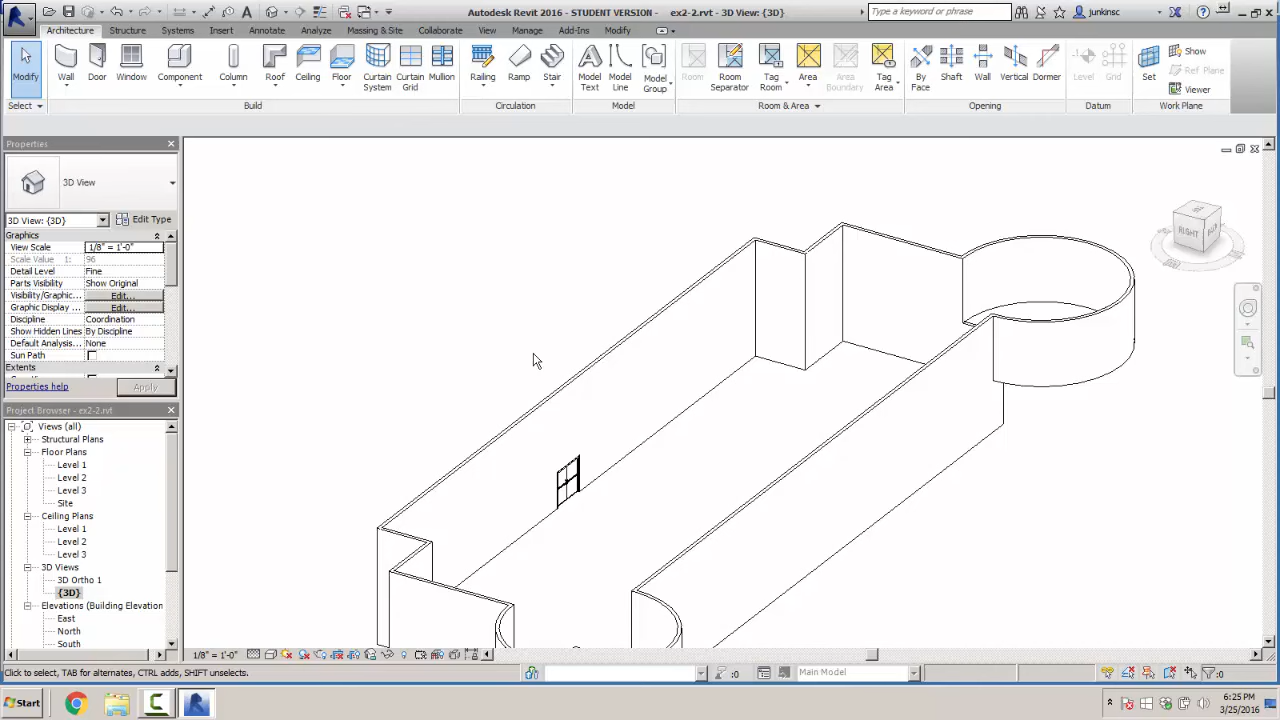 Autodesk Revit 2016 - STUDENT VERSION - ex2-2.rvt - 3D View: {3D}
Type a keyword or phrase
junkinsc
Architecture Structure Systems Insert Annotate Analyze Massing & Site Collaborate View Manage Add-Ins Modify
Modify Wall Door Window Component Column Roof Ceiling Floor Curtain System Curtain Grid Mullion Railing Ramp Stair Model Text Model Line Model Group Room Room Separator Tag Room Area Area Boundary Tag Area By Face Shaft Wall Vertical Dormer Level Grid Set Show Ref Plane Viewer
Select Build Circulation Model Room & Area Opening Datum Work Plane
Properties
3D View
3D View: {3D} Edit Type
Graphics
View Scale 1/8" = 1'-0"
Scale Value 1: 96
Detail Level Fine
Parts Visibility Show Original
Visibility/Graphic... Edit...
Graphic Display ... Edit...
Discipline Coordination
Show Hidden Lines By Discipline
Default Analysis... None
Sun Path
Extents
Properties help Apply
Project Browser - ex2-2.rvt
Views (all)
Structural Plans
Floor Plans
Level 1
Level 2
Level 3
Site
Ceiling Plans
Level 1
Level 2
Level 3
3D Views
3D Ortho 1
{3D}
Elevations (Building Elevation
East
North
South
RIGHT
1/8" = 1'-0"
Click to select, TAB for alternates, CTRL adds, SHIFT unselects.
:0 Main Model :0
Start
6:25 PM
3/25/2016